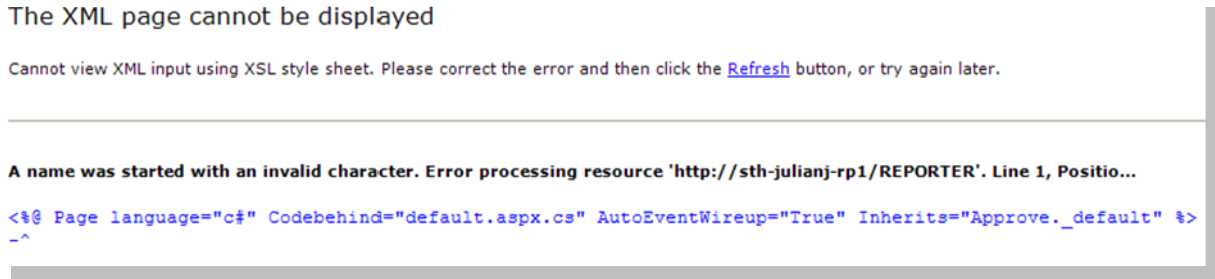 The XML page cannot be displayed
Cannot view XML input using XSL style sheet. Please correct the error and then click the Refresh button, or try again later.
A name was started with an invalid character. Error processing resource 'http://sth-julianj-rp1/REPORTER'. Line 1, Positio...
<%@ Page language="c#" Codebehind="default.aspx.cs" AutoEventWireup="True" Inherits="Approve._default" %>
-^